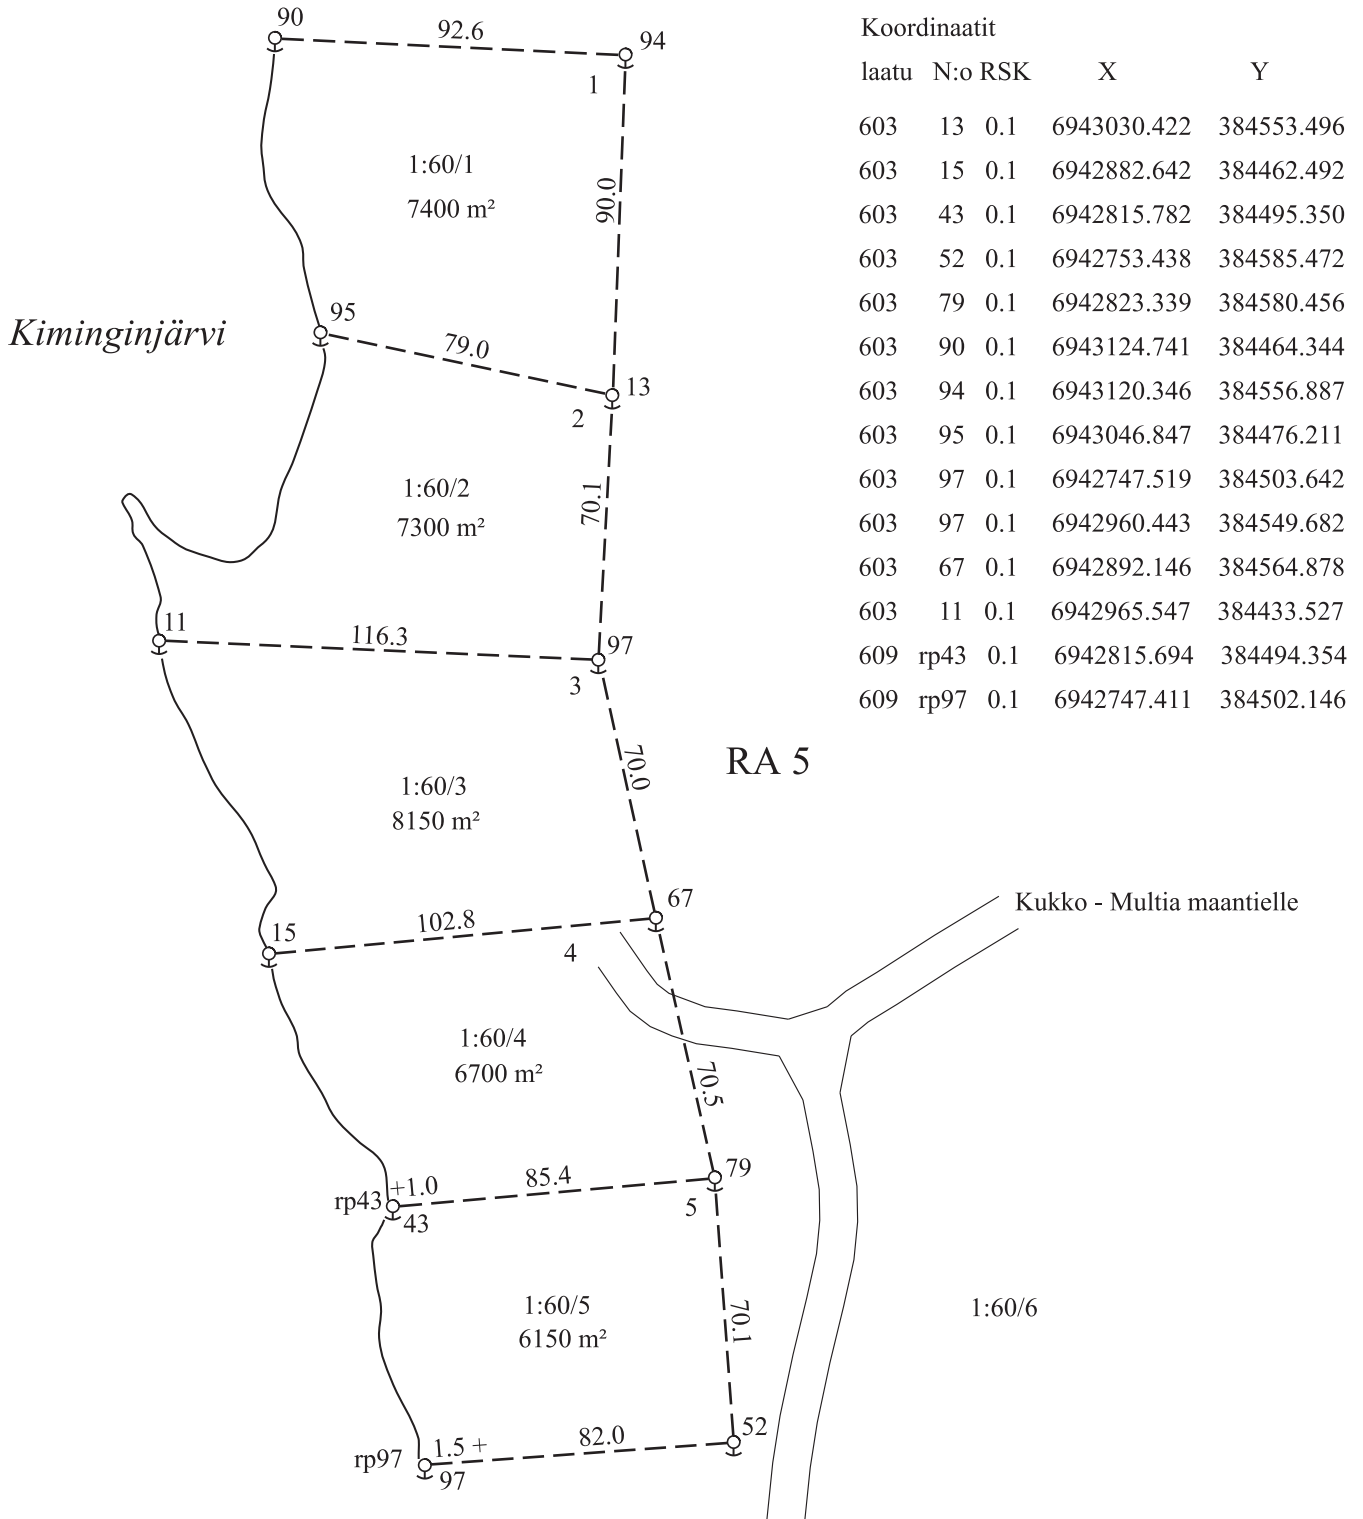 Koordinaatit
laatu N:o RSK X Y
603 13 0.1 6943030.422 384553.496
603 15 0.1 6942882.642 384462.492
603 43 0.1 6942815.782 384495.350
603 52 0.1 6942753.438 384585.472
603 79 0.1 6942823.339 384580.456
603 90 0.1 6943124.741 384464.344
603 94 0.1 6943120.346 384556.887
603 95 0.1 6943046.847 384476.211
603 97 0.1 6942747.519 384503.642
603 97 0.1 6942960.443 384549.682
603 67 0.1 6942892.146 384564.878
603 11 0.1 6942965.547 384433.527
609 rp43 0.1 6942815.694 384494.354
609 rp97 0.1 6942747.411 384502.146
90
92.6
94
1
1:60/1
7400 m²
90.0
95
Kiminginjärvi
79.0
13
2
1:60/2
7300 m²
70.1
11
116.3
97
3
70.0
RA 5
1:60/3
8150 m²
67
Kukko - Multia maantielle
15
102.8
4
1:60/4
6700 m²
70.5
79
85.4
+1.0
rp43
43
5
1:60/5
6150 m²
70.1
1:60/6
52
82.0
1.5 +
rp97
97